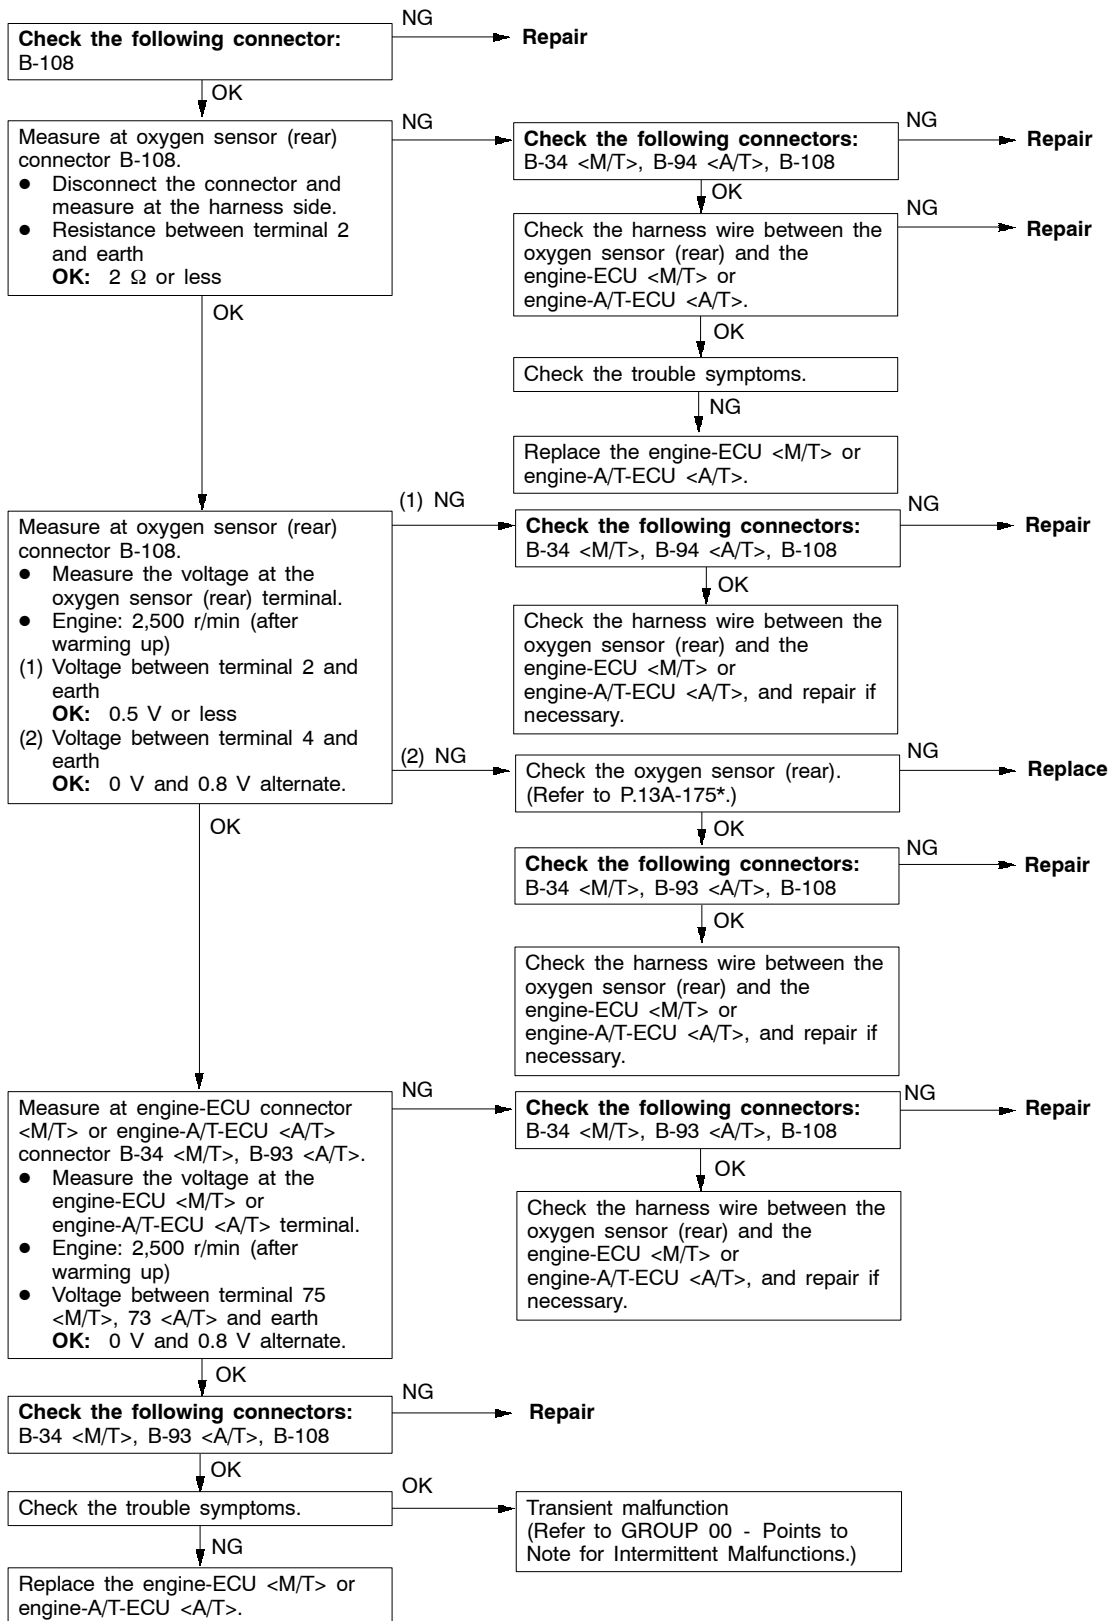 NG
Check the following connector:
B-108
Repair
OK
Measure at oxygen sensor (rear)
connector B-108.
● Disconnect the connector and
measure at the harness side.
● Resistance between terminal 2
and earth
OK: 2 Ω or less
NG
Check the following connectors:
B-34 <M/T>, B-94 <A/T>, B-108
NG
Repair
OK
Check the harness wire between the
oxygen sensor (rear) and the
engine-ECU <M/T> or
engine-A/T-ECU <A/T>.
NG
Repair
OK
OK
Check the trouble symptoms.
NG
Replace the engine-ECU <M/T> or
engine-A/T-ECU <A/T>.
Measure at oxygen sensor (rear)
connector B-108.
● Measure the voltage at the
oxygen sensor (rear) terminal.
● Engine: 2,500 r/min (after
warming up)
(1) Voltage between terminal 2 and
earth
OK: 0.5 V or less
(2) Voltage between terminal 4 and
earth
OK: 0 V and 0.8 V alternate.
(1) NG
Check the following connectors:
B-34 <M/T>, B-94 <A/T>, B-108
NG
Repair
OK
Check the harness wire between the
oxygen sensor (rear) and the
engine-ECU <M/T> or
engine-A/T-ECU <A/T>, and repair if
necessary.
(2) NG
Check the oxygen sensor (rear).
(Refer to P.13A-175*.)
NG
Replace
OK
OK
Check the following connectors:
B-34 <M/T>, B-93 <A/T>, B-108
NG
Repair
OK
Check the harness wire between the
oxygen sensor (rear) and the
engine-ECU <M/T> or
engine-A/T-ECU <A/T>, and repair if
necessary.
Measure at engine-ECU connector
<M/T> or engine-A/T-ECU <A/T>
connector B-34 <M/T>, B-93 <A/T>.
● Measure the voltage at the
engine-ECU <M/T> or
engine-A/T-ECU <A/T> terminal.
● Engine: 2,500 r/min (after
warming up)
● Voltage between terminal 75
<M/T>, 73 <A/T> and earth
OK: 0 V and 0.8 V alternate.
NG
Check the following connectors:
B-34 <M/T>, B-93 <A/T>, B-108
NG
Repair
OK
Check the harness wire between the
oxygen sensor (rear) and the
engine-ECU <M/T> or
engine-A/T-ECU <A/T>, and repair if
necessary.
OK
Check the following connectors:
B-34 <M/T>, B-93 <A/T>, B-108
NG
Repair
OK
Check the trouble symptoms.
OK
Transient malfunction
(Refer to GROUP 00 - Points to
Note for Intermittent Malfunctions.)
NG
Replace the engine-ECU <M/T> or
engine-A/T-ECU <A/T>.